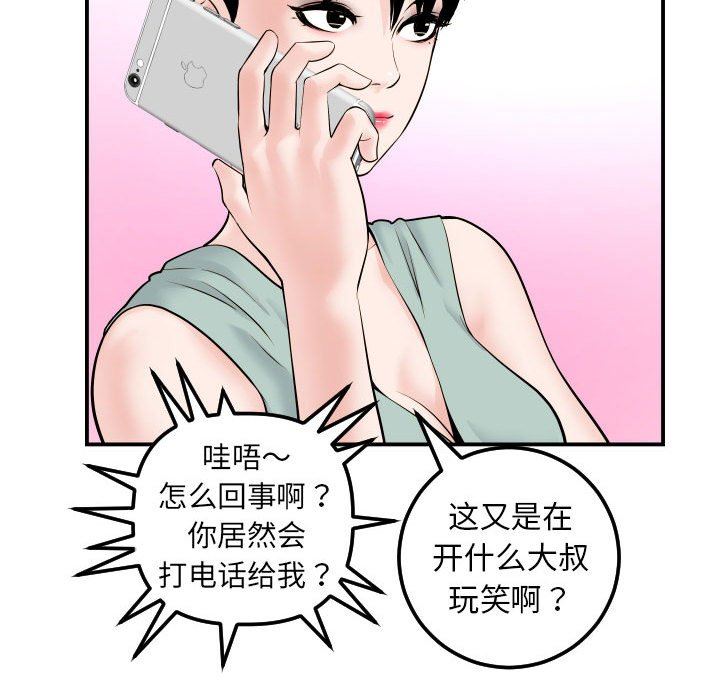 哇唔～
怎么回事啊？
你居然会
打电话给我？
这又是在
开什么大叔
玩笑啊？